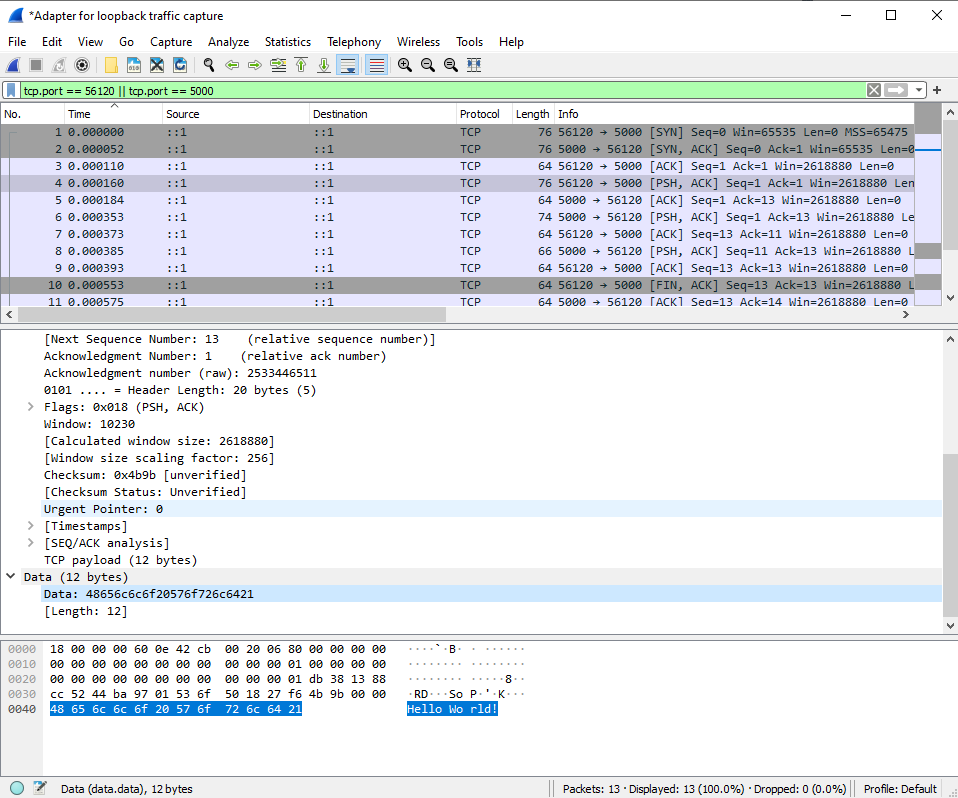 *Adapter for loopback traffic capture
File Edit View Go Capture Analyze Statistics Telephony Wireless Tools Help
tcp.port == 56120 || tcp.port == 5000
No. Time Source Destination Protocol Length Info
1 0.000000 ::1 ::1 TCP 76 56120 → 5000 [SYN] Seq=0 Win=65535 Len=0 MSS=65475
2 0.000052 ::1 ::1 TCP 76 5000 → 56120 [SYN, ACK] Seq=0 Ack=1 Win=65535 Len=0
3 0.000110 ::1 ::1 TCP 64 56120 → 5000 [ACK] Seq=1 Ack=1 Win=2618880 Len=0
4 0.000160 ::1 ::1 TCP 76 56120 → 5000 [PSH, ACK] Seq=1 Ack=1 Win=2618880 Len
5 0.000184 ::1 ::1 TCP 64 5000 → 56120 [ACK] Seq=1 Ack=13 Win=2618880 Len=0
6 0.000353 ::1 ::1 TCP 74 5000 → 56120 [PSH, ACK] Seq=1 Ack=13 Win=2618880 Le
7 0.000373 ::1 ::1 TCP 64 56120 → 5000 [ACK] Seq=13 Ack=11 Win=2618880 Len=0
8 0.000385 ::1 ::1 TCP 66 5000 → 56120 [PSH, ACK] Seq=11 Ack=13 Win=2618880 L
9 0.000393 ::1 ::1 TCP 64 56120 → 5000 [ACK] Seq=13 Ack=13 Win=2618880 Len=0
10 0.000553 ::1 ::1 TCP 64 56120 → 5000 [FIN, ACK] Seq=13 Ack=13 Win=2618880 L
11 0.000575 ::1 ::1 TCP 64 5000 → 56120 [ACK] Seq=13 Ack=14 Win=2618880 Len=0
[Next Sequence Number: 13 (relative sequence number)]
Acknowledgment Number: 1 (relative ack number)
Acknowledgment number (raw): 2533446511
0101 .... = Header Length: 20 bytes (5)
Flags: 0x018 (PSH, ACK)
Window: 10230
[Calculated window size: 2618880]
[Window size scaling factor: 256]
Checksum: 0x4b9b [unverified]
[Checksum Status: Unverified]
Urgent Pointer: 0
[Timestamps]
[SEQ/ACK analysis]
TCP payload (12 bytes)
Data (12 bytes)
Data: 48656c6c6f20576f726c6421
[Length: 12]
0000 18 00 00 00 60 0e 42 cb 00 20 06 80 00 00 00 00 ····`·B· · ······
0010 00 00 00 00 00 00 00 00 00 00 00 01 00 00 00 00 ········ ········
0020 00 00 00 00 00 00 00 00 00 00 00 01 db 38 13 88 ········ ·····8··
0030 cc 52 44 ba 97 01 53 6f 50 18 27 f6 4b 9b 00 00 ·RD···So P·'·K···
0040 48 65 6c 6c 6f 20 57 6f 72 6c 64 21 Hello Wo rld!
Data (data.data), 12 bytes Packets: 13 · Displayed: 13 (100.0%) · Dropped: 0 (0.0%) Profile: Default